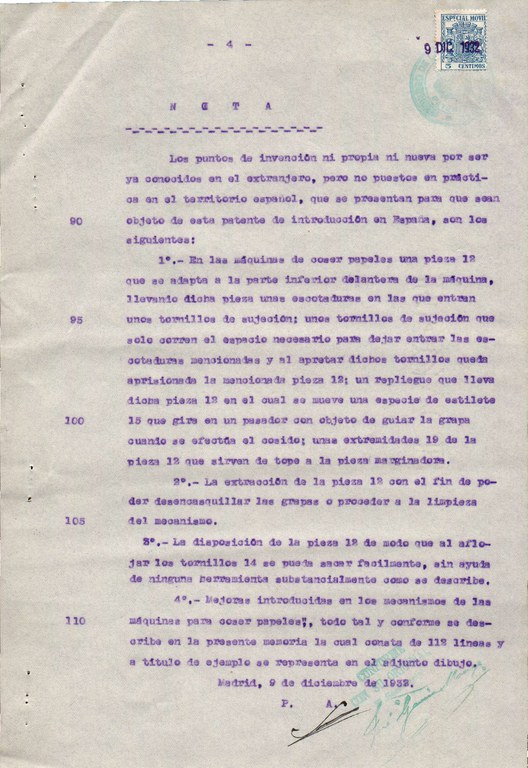 - 4 -
ESPECIAL MOVIL
9 DIC 1932
5 CENTIMOS
N O T A
Los puntos de invención ni propia ni nueva por ser
ya conocidos en el extranjero, pero no puestos en prácti-
ca en el territorio español, que se presentan para que sean
90 objeto de esta patente de introducción en España, son los
siguientes:
1º.- En las máquinas de coser papeles una pieza 12
que se adapta a la parte inferior delantera de la máquina,
llevando dicha pieza unas escotaduras en las que entran
95 unos tornillos de sujeción; unos tornillos de sujeción que
solo corren el espacio necesario para dejar entrar las es-
cotaduras mencionadas y al apretar dichos tornillos queda
aprisionada la mencionada pieza 12; un repliegue que lleva
dicha pieza 12 en el cual se mueve una especie de estilete
100 15 que gira en un pasador con objeto de guiar la grapa
cuando se efectúa el cosido; unas extremidades 19 de la
pieza 12 que sirven de tope a la pieza marginadora.
2º.- La extracción de la pieza 12 con el fin de po-
der desencasquillar las grapas o proceder a la limpieza
105 del mecanismo.
3º.- La disposición de la pieza 12 de modo que al aflo-
jar los tornillos 14 se pueda sacar facilmente, sin ayuda
de ninguna herramienta substancialmente como se describe.
4º.- Mejoras introducidas en los mecanismos de las
110 máquinas para coser papeles", todo tal y conforme se des-
cribe en la presente memoria la cual consta de 112 lineas y
a título de ejemplo se representa en el adjunto dibujo.
Madrid, 9 de diciembre de 1932.
P. A.